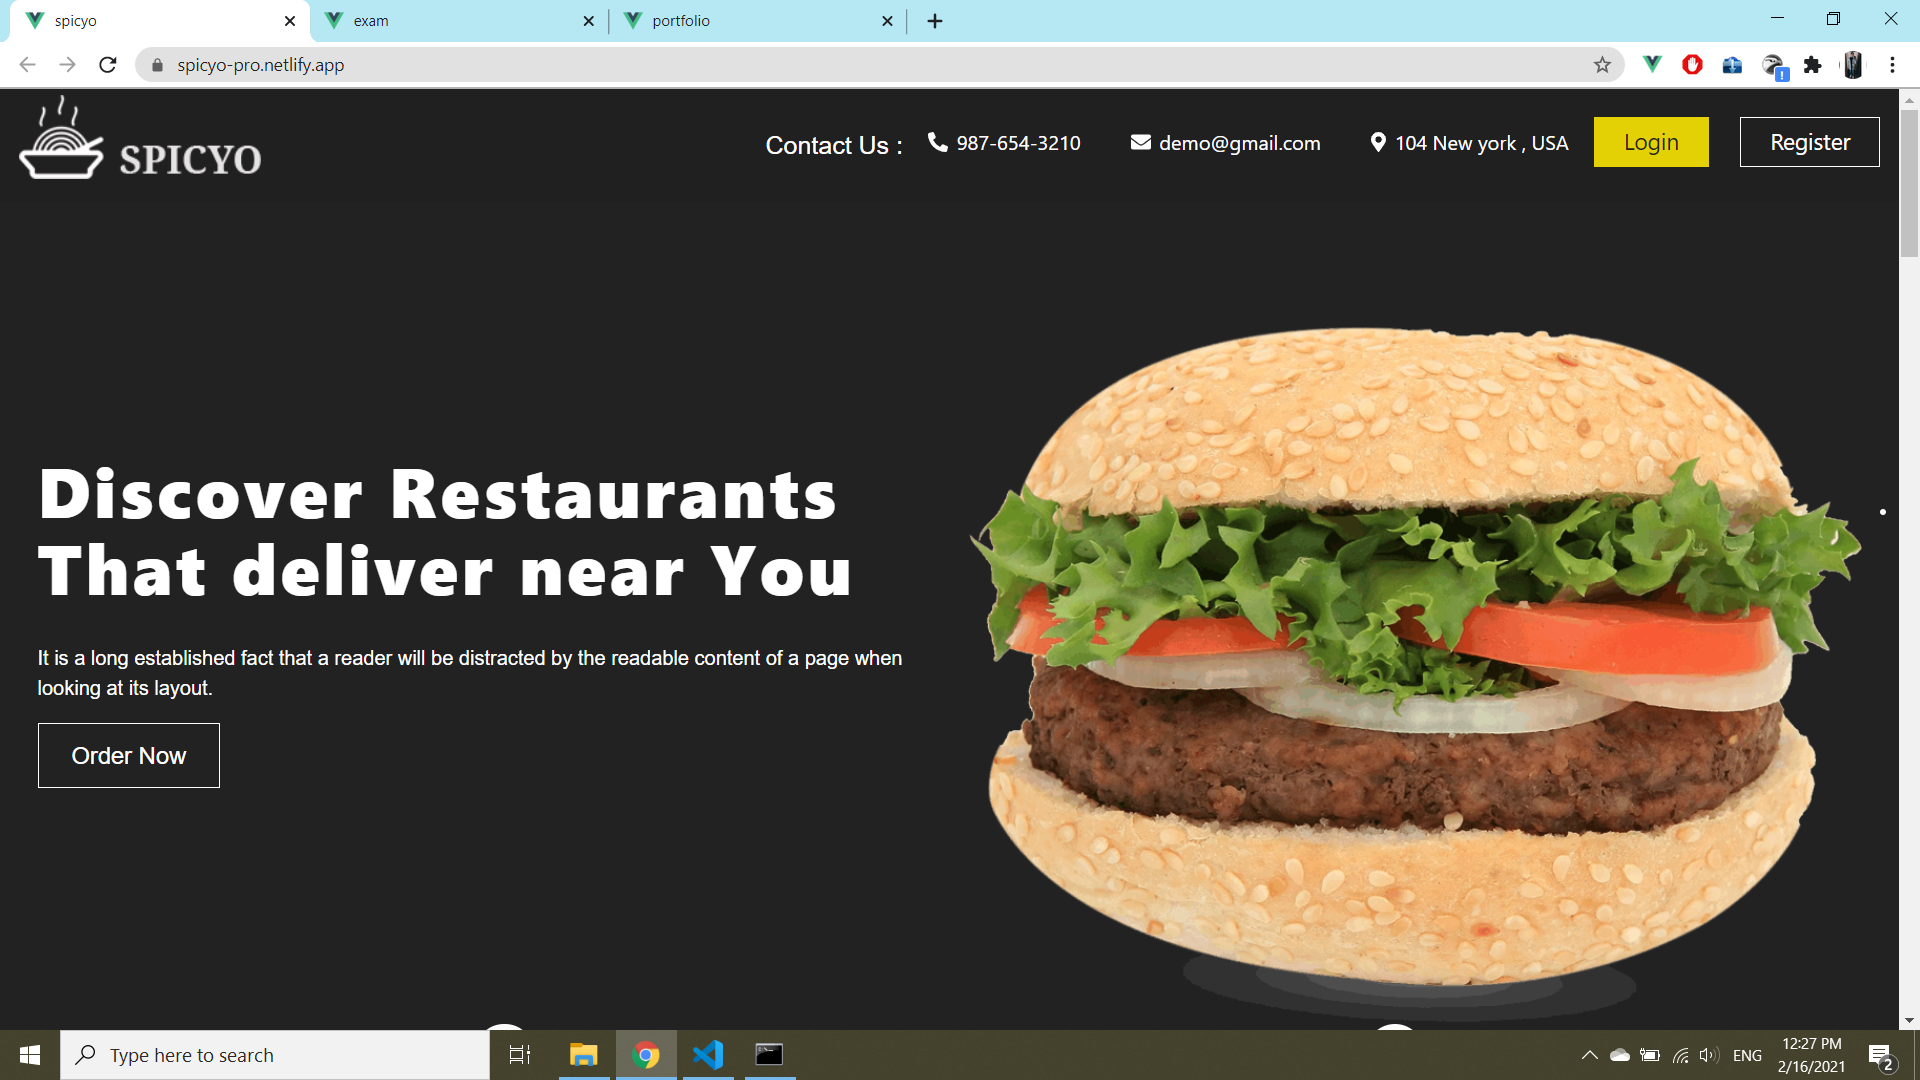 spicyo
exam
portfolio
spicyo-pro.netlify.app
SPICYO
Contact Us :
987-654-3210
demo@gmail.com
104 New york , USA
Login
Register
Discover Restaurants
That deliver near You
It is a long established fact that a reader will be distracted by the readable content of a page when
looking at its layout.
Order Now
Type here to search
ENG
12:27 PM
2/16/2021
2